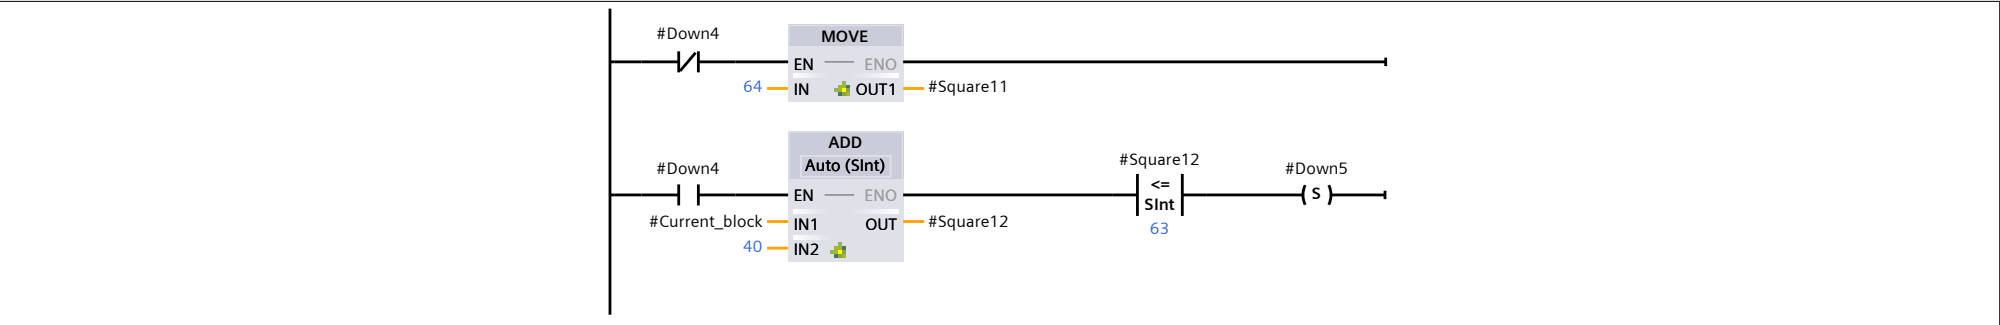 #Down4
MOVE
EN ENO
64 IN OUT1 #Square11
ADD
Auto (SInt)
#Down4
EN ENO
#Current_block IN1 OUT #Square12
40 IN2
#Square12
<=
SInt
63
#Down5
S